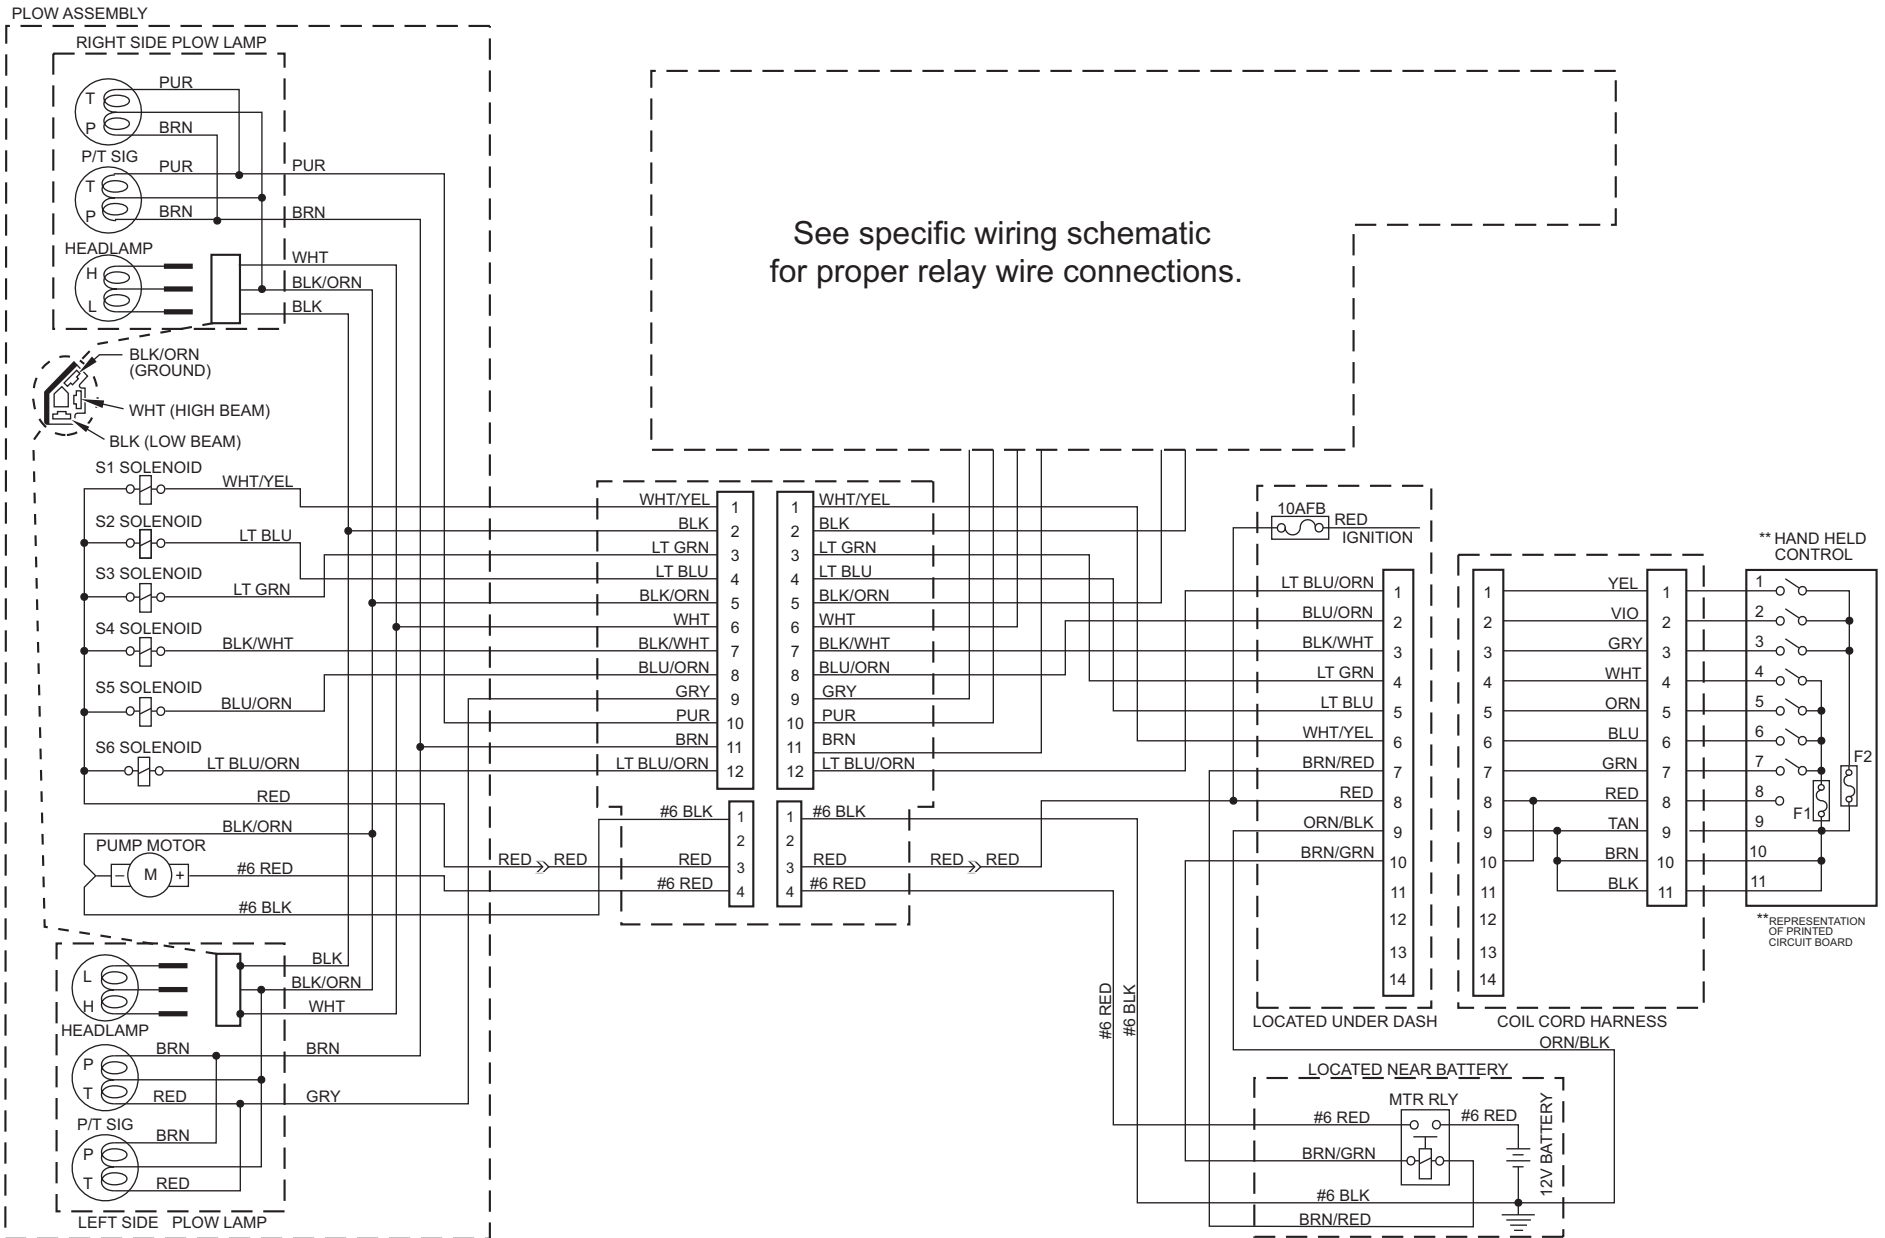 PLOW ASSEMBLY
RIGHT SIDE PLOW LAMP
T
PUR
P
BRN
P/T SIG
T
PUR
PUR
P
BRN
BRN
HEADLAMP
H
L
WHT
BLK/ORN
BLK
BLK/ORN
(GROUND)
WHT (HIGH BEAM)
BLK (LOW BEAM)
S1 SOLENOID
WHT/YEL
S2 SOLENOID
LT BLU
S3 SOLENOID
LT GRN
S4 SOLENOID
BLK/WHT
S5 SOLENOID
BLU/ORN
S6 SOLENOID
LT BLU/ORN
RED
BLK/ORN
PUMP MOTOR
– M +
#6 RED
#6 BLK
L
H
BLK
BLK/ORN
WHT
HEADLAMP
P
BRN
BRN
T
RED
GRY
P/T SIG
P
BRN
T
RED
LEFT SIDE PLOW LAMP
See specific wiring schematic
for proper relay wire connections.
WHT/YEL 1 1 WHT/YEL
BLK 2 2 BLK
LT GRN 3 3 LT GRN
LT BLU 4 4 LT BLU
BLK/ORN 5 5 BLK/ORN
WHT 6 6 WHT
BLK/WHT 7 7 BLK/WHT
BLU/ORN 8 8 BLU/ORN
GRY 9 9 GRY
PUR 10 10 PUR
BRN 11 11 BRN
LT BLU/ORN 12 12 LT BLU/ORN
#6 BLK 1 1 #6 BLK
2 2
RED RED RED 3 3 RED RED RED
#6 RED 4 4 #6 RED
10AFB
RED
IGNITION
LT BLU/ORN 1
BLU/ORN 2
BLK/WHT 3
LT GRN 4
LT BLU 5
WHT/YEL 6
BRN/RED 7
RED 8
ORN/BLK 9
BRN/GRN 10
11
12
13
14
LOCATED UNDER DASH
1 YEL 1
2 VIO 2
3 GRY 3
4 WHT 4
5 ORN 5
6 BLU 6
7 GRN 7
8 RED 8
9 TAN 9
10 BRN 10
11 BLK 11
12
13
14
COIL CORD HARNESS
** HAND HELD
CONTROL
1
2
3
4
5
6
7
8
9
10
11
F1
F2
**REPRESENTATION
OF PRINTED
CIRCUIT BOARD
#6 RED
#6 BLK
ORN/BLK
LOCATED NEAR BATTERY
MTR RLY
#6 RED
#6 RED
BRN/GRN
12V BATTERY
#6 BLK
BRN/RED